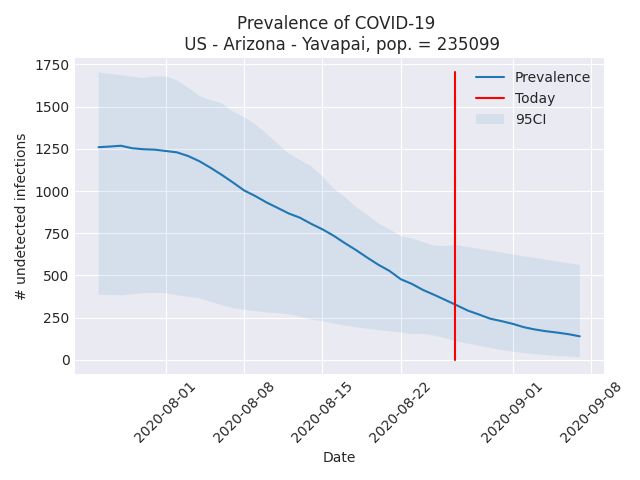 Prevalence of COVID-19
US - Arizona - Yavapai, pop. = 235099
1750
1500
1250
1000
750
500
250
0
# undetected infections
Prevalence
Today
95CI
2020-08-01
2020-08-08
2020-08-15
2020-08-22
2020-09-01
2020-09-08
Date